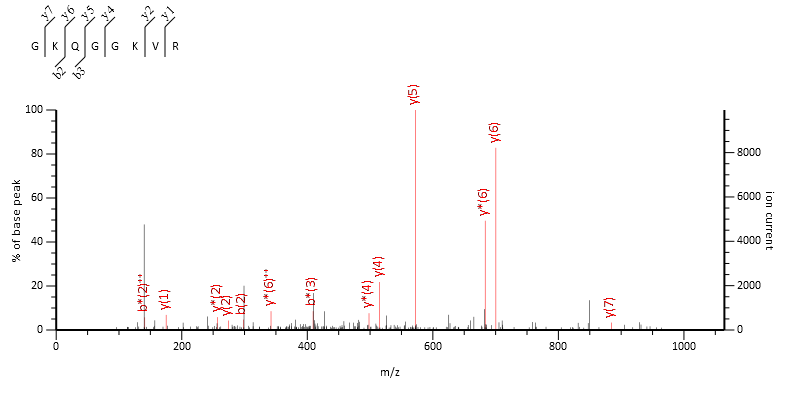 y7 y6 y5 y4 y2 y1
G K Q G G K V R
b2 b3
100
80
60
40
20
0
% of base peak
b*(2)++
y(1)
y*(2)
y(2)
b(2)
y*(6)++
b*(3)
y*(4)
y(4)
y(5)
y*(6)
y(6)
y(7)
8000
6000
4000
2000
0
ion current
0 200 400 600 800 1000
m/z